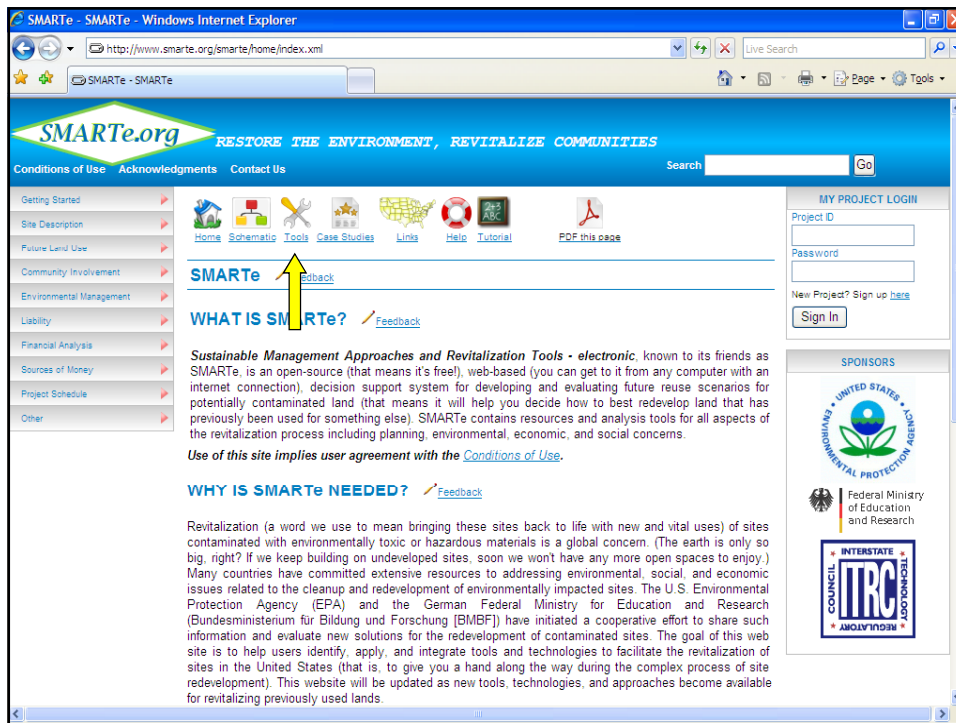 SMARTe - SMARTe - Windows Internet Explorer
http://www.smarte.org/smarte/home/index.xml
Live Search
SMARTe - SMARTe
Page
Tools
SMARTe.org
RESTORE THE ENVIRONMENT, REVITALIZE COMMUNITIES
Conditions of Use Acknowledgments Contact Us
Search
Go
Getting Started
Site Description
Future Land Use
Community Involvement
Environmental Management
Liability
Financial Analysis
Sources of Money
Project Schedule
Other
2+3
ABC
Home Schematic Tools Case Studies Links Help Tutorial PDF this page
SMARTe
WHAT IS SMARTe? Feedback
Sustainable Management Approaches and Revitalization Tools - electronic, known to its friends as
SMARTe, is an open-source (that means it's free!), web-based (you can get to it from any computer with an
internet connection), decision support system for developing and evaluating future reuse scenarios for
potentially contaminated land (that means it will help you decide how to best redevelop land that has
previously been used for something else). SMARTe contains resources and analysis tools for all aspects of
the revitalization process including planning, environmental, economic, and social concerns.
Use of this site implies user agreement with the Conditions of Use.
WHY IS SMARTe NEEDED? Feedback
Revitalization (a word we use to mean bringing these sites back to life with new and vital uses) of sites
contaminated with environmentally toxic or hazardous materials is a global concern. (The earth is only so
big, right? If we keep building on undeveloped sites, soon we won't have any more open spaces to enjoy.)
Many countries have committed extensive resources to addressing environmental, social, and economic
issues related to the cleanup and redevelopment of environmentally impacted sites. The U.S. Environmental
Protection Agency (EPA) and the German Federal Ministry for Education and Research
(Bundesministerium für Bildung und Forschung [BMBF]) have initiated a cooperative effort to share such
information and evaluate new solutions for the redevelopment of contaminated sites. The goal of this web
site is to help users identify, apply, and integrate tools and technologies to facilitate the revitalization of
sites in the United States (that is, to give you a hand along the way during the complex process of site
redevelopment). This website will be updated as new tools, technologies, and approaches become available
for revitalizing previously used lands.
MY PROJECT LOGIN
Project ID
Password
New Project? Sign up here
Sign In
SPONSORS
UNITED STATES
ENVIRONMENTAL PROTECTION AGENCY
Federal Ministry
of Education
and Research
INTERSTATE
COUNCIL
ITRC
TECHNOLOGY
REGULATORY